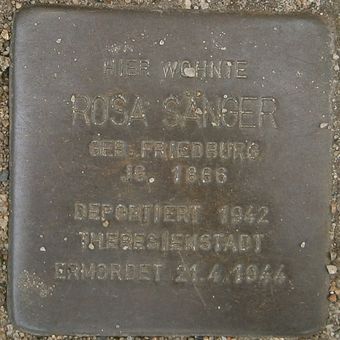 HIER WOHNTE
ROSA SÄNGER
GEB. FRIEDBURG
JG. 1866
DEPORTIERT 1942
THERESIENSTADT
ERMORDET 21.4.1944